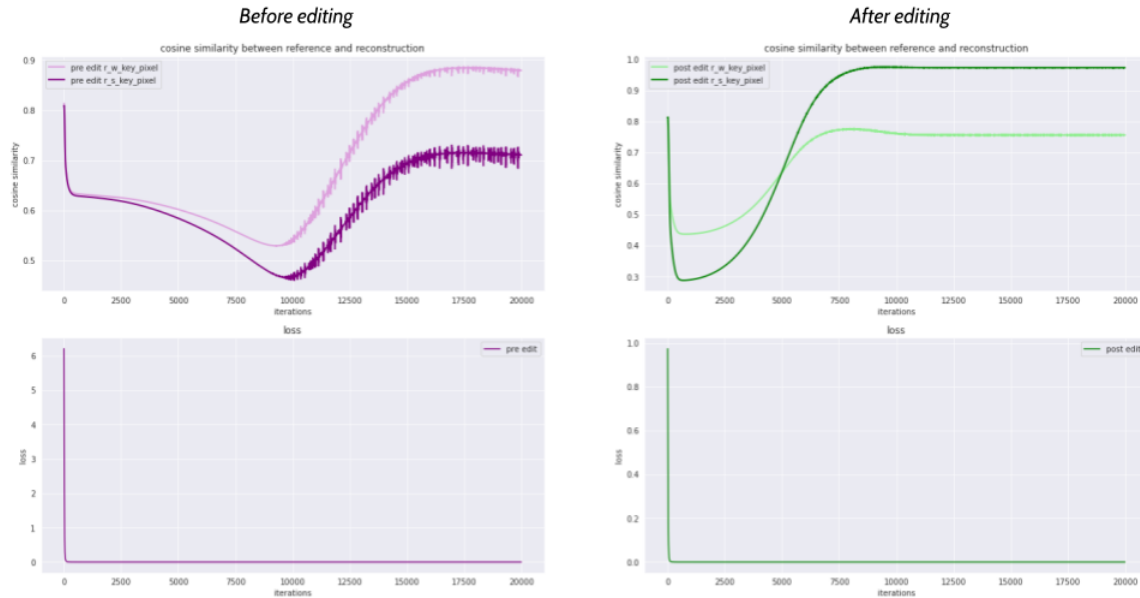 Before editing
After editing
cosine similarity between reference and reconstruction
pre edit r_w_key_pixel
pre edit r_s_key_pixel
cosine similarity
0.9
0.8
0.7
0.6
0.5
0 2500 5000 7500 10000 12500 15000 17500 20000
iterations
cosine similarity between reference and reconstruction
post edit r_w_key_pixel
post edit r_s_key_pixel
cosine similarity
1.0
0.9
0.8
0.7
0.6
0.5
0.4
0.3
0 2500 5000 7500 10000 12500 15000 17500 20000
iterations
loss
pre edit
loss
6
5
4
3
2
1
0
0 2500 5000 7500 10000 12500 15000 17500 20000
iterations
loss
post edit
loss
1.0
0.8
0.6
0.4
0.2
0.0
0 2500 5000 7500 10000 12500 15000 17500 20000
iterations